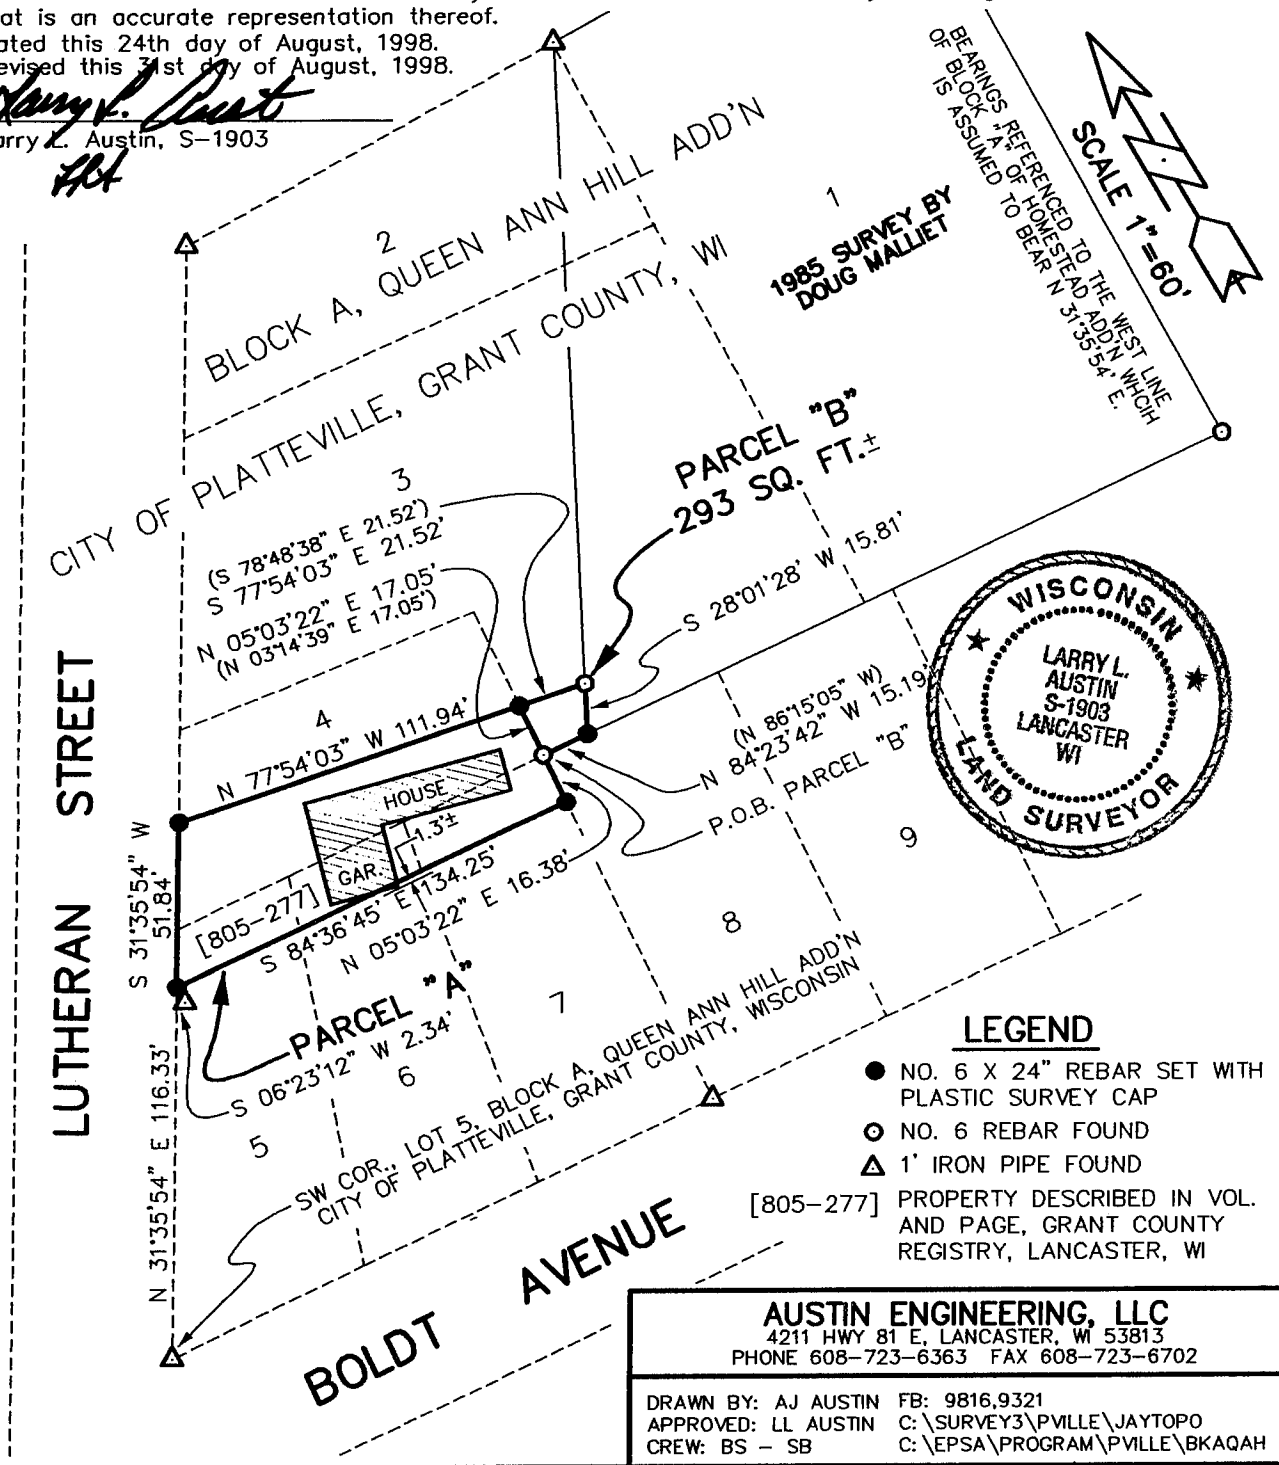 at is an accurate representation thereof.
ated this 24th day of August, 1998.
evised this 31st day of August, 1998.
Larry L. Aust
arry L. Austin, S-1903
LLA
BEARINGS REFERENCED TO THE WEST LINE
OF BLOCK "A" OF HOMESTEAD ADD'N WHCIH
IS ASSUMED TO BEAR N 31°35'54" E.
SCALE 1"=60'
2
BLOCK A, QUEEN ANN HILL ADD'N
1
1985 SURVEY BY
DOUG MALLIET
CITY OF PLATTEVILLE, GRANT COUNTY, WI
3
PARCEL "B"
293 SQ. FT.±
(S 78°48'38" E 21.52')
S 77°54'03" E 21.52'
N 05°03'22" E 17.05'
(N 03°14'39" E 17.05')
S 28°01'28" W 15.81'
4
N 77°54'03" W 111.94'
(N 86°15'05" W)
N 84°23'42" W 15.19'
P.O.B. PARCEL "B"
HOUSE
1.3'±
GAR.
[805-277]
S 84°36'45" E 134.25'
N 05°03'22" E 16.38'
S 31°35'54" W
51.84'
LUTHERAN STREET
PARCEL "A"
S 06°23'12" W 2.34'
5
6
7
8
9
N 31°35'54" E 116.33'
SW COR., LOT 5, BLOCK A, QUEEN ANN HILL ADD'N
CITY OF PLATTEVILLE, GRANT COUNTY, WISCONSIN
BOLDT AVENUE
WISCONSIN
LARRY L.
AUSTIN
S-1903
LANCASTER
WI
LAND SURVEYOR
LEGEND
NO. 6 X 24" REBAR SET WITH
PLASTIC SURVEY CAP
NO. 6 REBAR FOUND
1' IRON PIPE FOUND
[805-277] PROPERTY DESCRIBED IN VOL.
AND PAGE, GRANT COUNTY
REGISTRY, LANCASTER, WI
AUSTIN ENGINEERING, LLC
4211 HWY 81 E, LANCASTER, WI 53813
PHONE 608-723-6363 FAX 608-723-6702
DRAWN BY: AJ AUSTIN FB: 9816,9321
APPROVED: LL AUSTIN C:\SURVEY3\PVILLE\JAYTOPO
CREW: BS - SB C:\EPSA\PROGRAM\PVILLE\BKAQAH